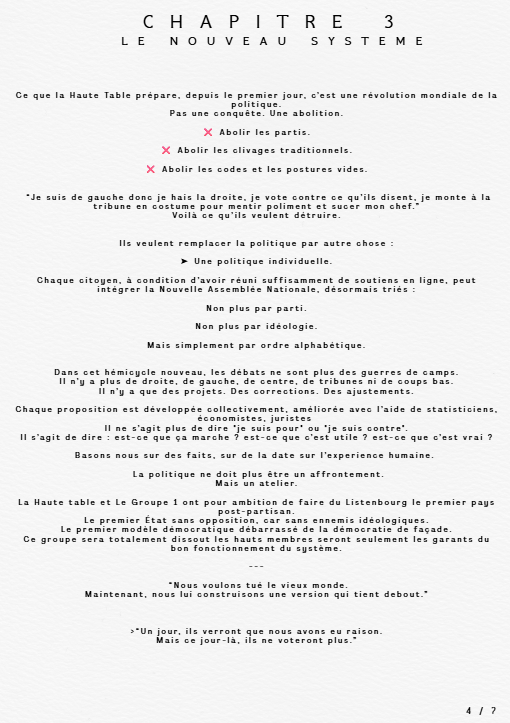 CHAPITRE 3
LE NOUVEAU SYSTEME
Ce que la Haute Table prépare, depuis le premier jour, c'est une révolution mondiale de la
politique.
Pas une conquête. Une abolition.
❌ Abolir les partis.
❌ Abolir les clivages traditionnels.
❌ Abolir les codes et les postures vides.
"Je suis de gauche donc je hais la droite, je vote contre ce qu'ils disent, je monte à la
tribune en costume pour mentir poliment et sucer mon chef."
Voilà ce qu'ils veulent détruire.
Ils veulent remplacer la politique par autre chose :
➤ Une politique individuelle.
Chaque citoyen, à condition d'avoir réuni suffisamment de soutiens en ligne, peut
intégrer la Nouvelle Assemblée Nationale, désormais triés :
Non plus par parti.
Non plus par idéologie.
Mais simplement par ordre alphabétique.
Dans cet hémicycle nouveau, les débats ne sont plus des guerres de camps.
Il n'y a plus de droite, de gauche, de centre, de tribunes ni de coups bas.
Il n'y a que des projets. Des corrections. Des ajustements.
Chaque proposition est développée collectivement, améliorée avec l'aide de statisticiens,
économistes, juristes
Il ne s'agit plus de dire "je suis pour" ou "je suis contre".
Il s'agit de dire : est-ce que ça marche ? est-ce que c'est utile ? est-ce que c'est vrai ?
Basons nous sur des faits, sur de la date sur l'experience humaine.
La politique ne doit plus être un affrontement.
Mais un atelier.
La Haute table et Le Groupe 1 ont pour ambition de faire du Listenbourg le premier pays
post-partisan.
Le premier État sans opposition, car sans ennemis idéologiques.
Le premier modèle démocratique débarrassé de la démocratie de façade.
Ce groupe sera totalement dissout les hauts membres seront seulement les garants du
bon fonctionnement du système.
---
"Nous voulons tué le vieux monde.
Maintenant, nous lui construisons une version qui tient debout."
>"Un jour, ils verront que nous avons eu raison.
Mais ce jour-là, ils ne voteront plus."
4 / ?